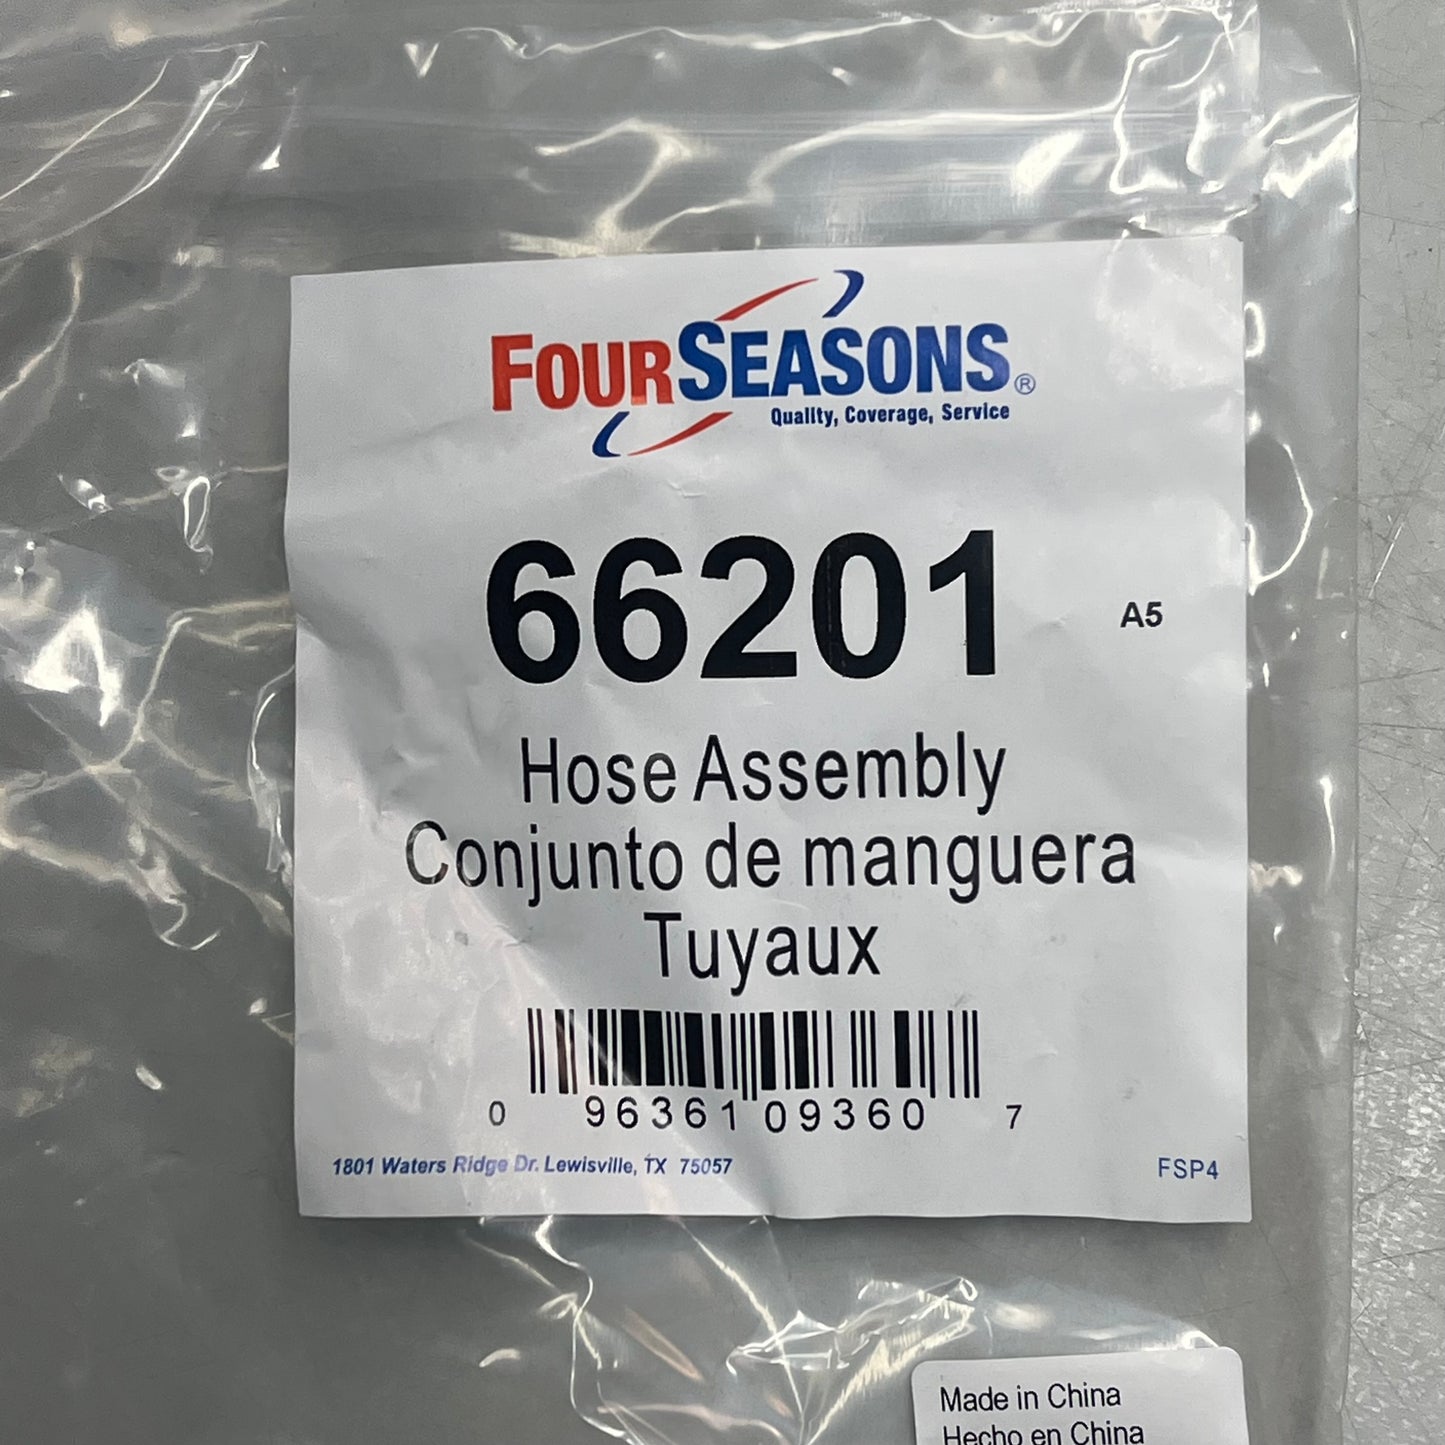 FOURSEASONS®
Quality, Coverage, Service
66201 A5
Hose Assembly
Conjunto de manguera
Tuyaux
0 96361 09360 7
1801 Waters Ridge Dr. Lewisville, TX 75057 FSP4
Made in China
Hecho en China